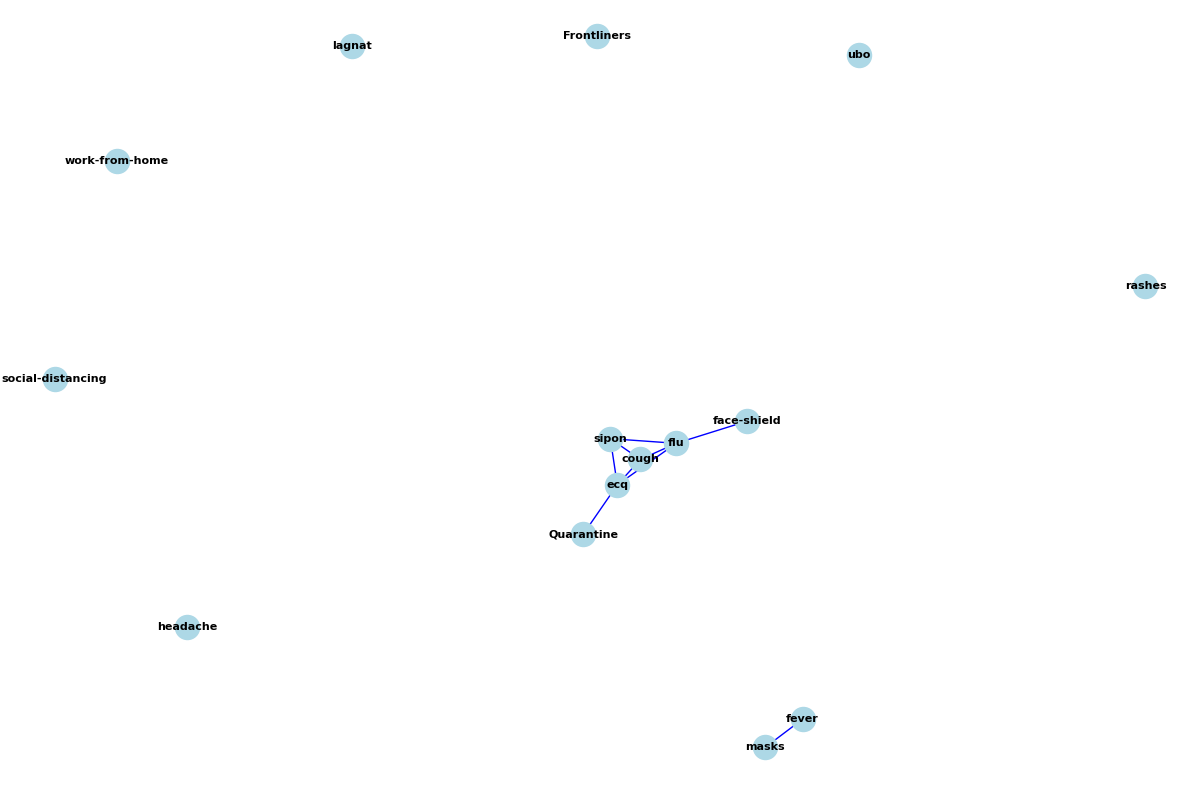 Frontliners
lagnat
ubo
work-from-home
rashes
social-distancing
face-shield
sipon
flu
cough
ecq
Quarantine
headache
fever
masks